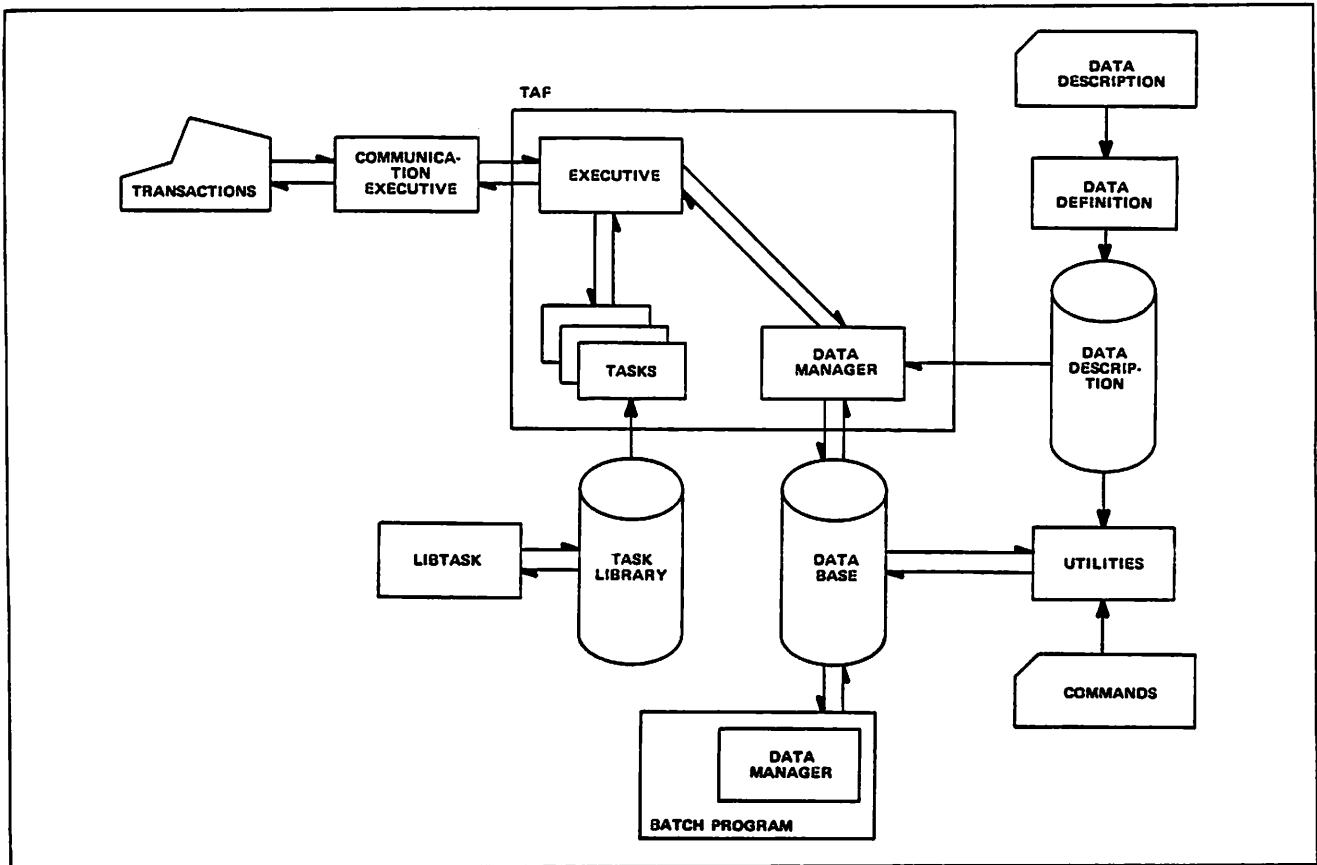 DATA
DESCRIPTION
TAF
TRANSACTIONS
COMMUNICA-
TION
EXECUTIVE
EXECUTIVE
DATA
DEFINITION
TASKS
DATA
MANAGER
DATA
DESCRIP-
TION
LIBTASK
TASK
LIBRARY
DATA
BASE
UTILITIES
COMMANDS
DATA
MANAGER
BATCH PROGRAM